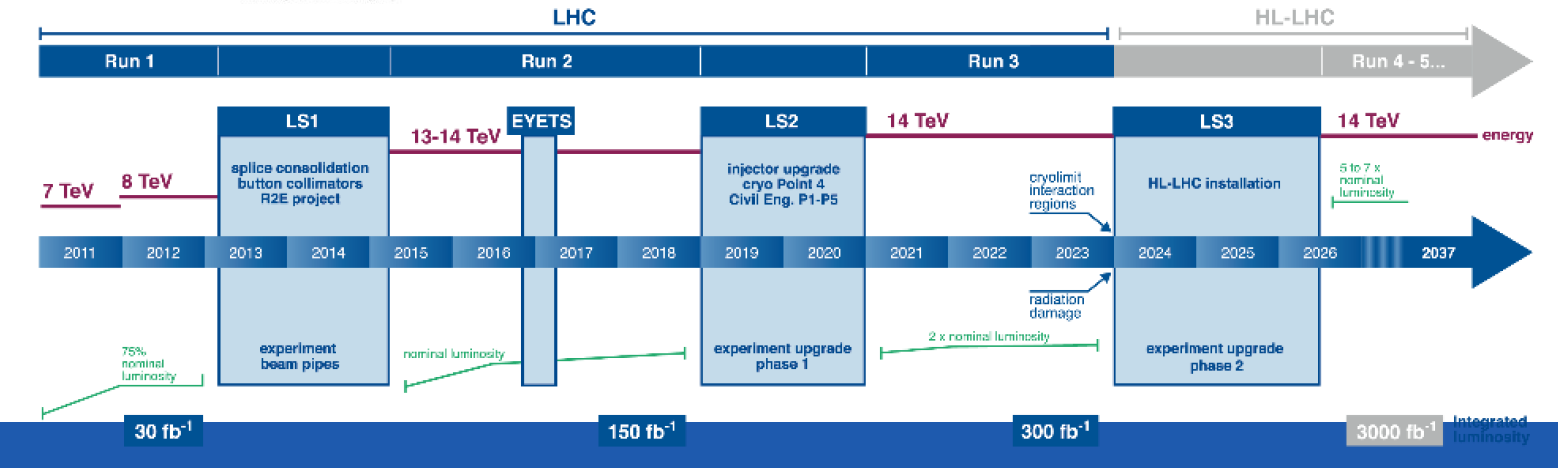 LHC
HL-LHC
Run 1
Run 2
Run 3
Run 4 - 5...
LS1
EYETS
LS2
LS3
13-14 TeV
14 TeV
14 TeV
energy
7 TeV
8 TeV
splice consolidation
button collimators
R2E project
injector upgrade
cryo Point 4
Civil Eng. P1-P5
cryolimit
interaction
regions
HL-LHC installation
5 to 7 x
nominal
luminosity
2011
2012
2013
2014
2015
2016
2017
2018
2019
2020
2021
2022
2023
2024
2025
2026
2037
radiation
damage
75%
nominal
luminosity
experiment
beam pipes
nominal luminosity
experiment upgrade
phase 1
2 x nominal luminosity
experiment upgrade
phase 2
30 fb-1
150 fb-1
300 fb-1
3000 fb-1
Integrated
luminosity